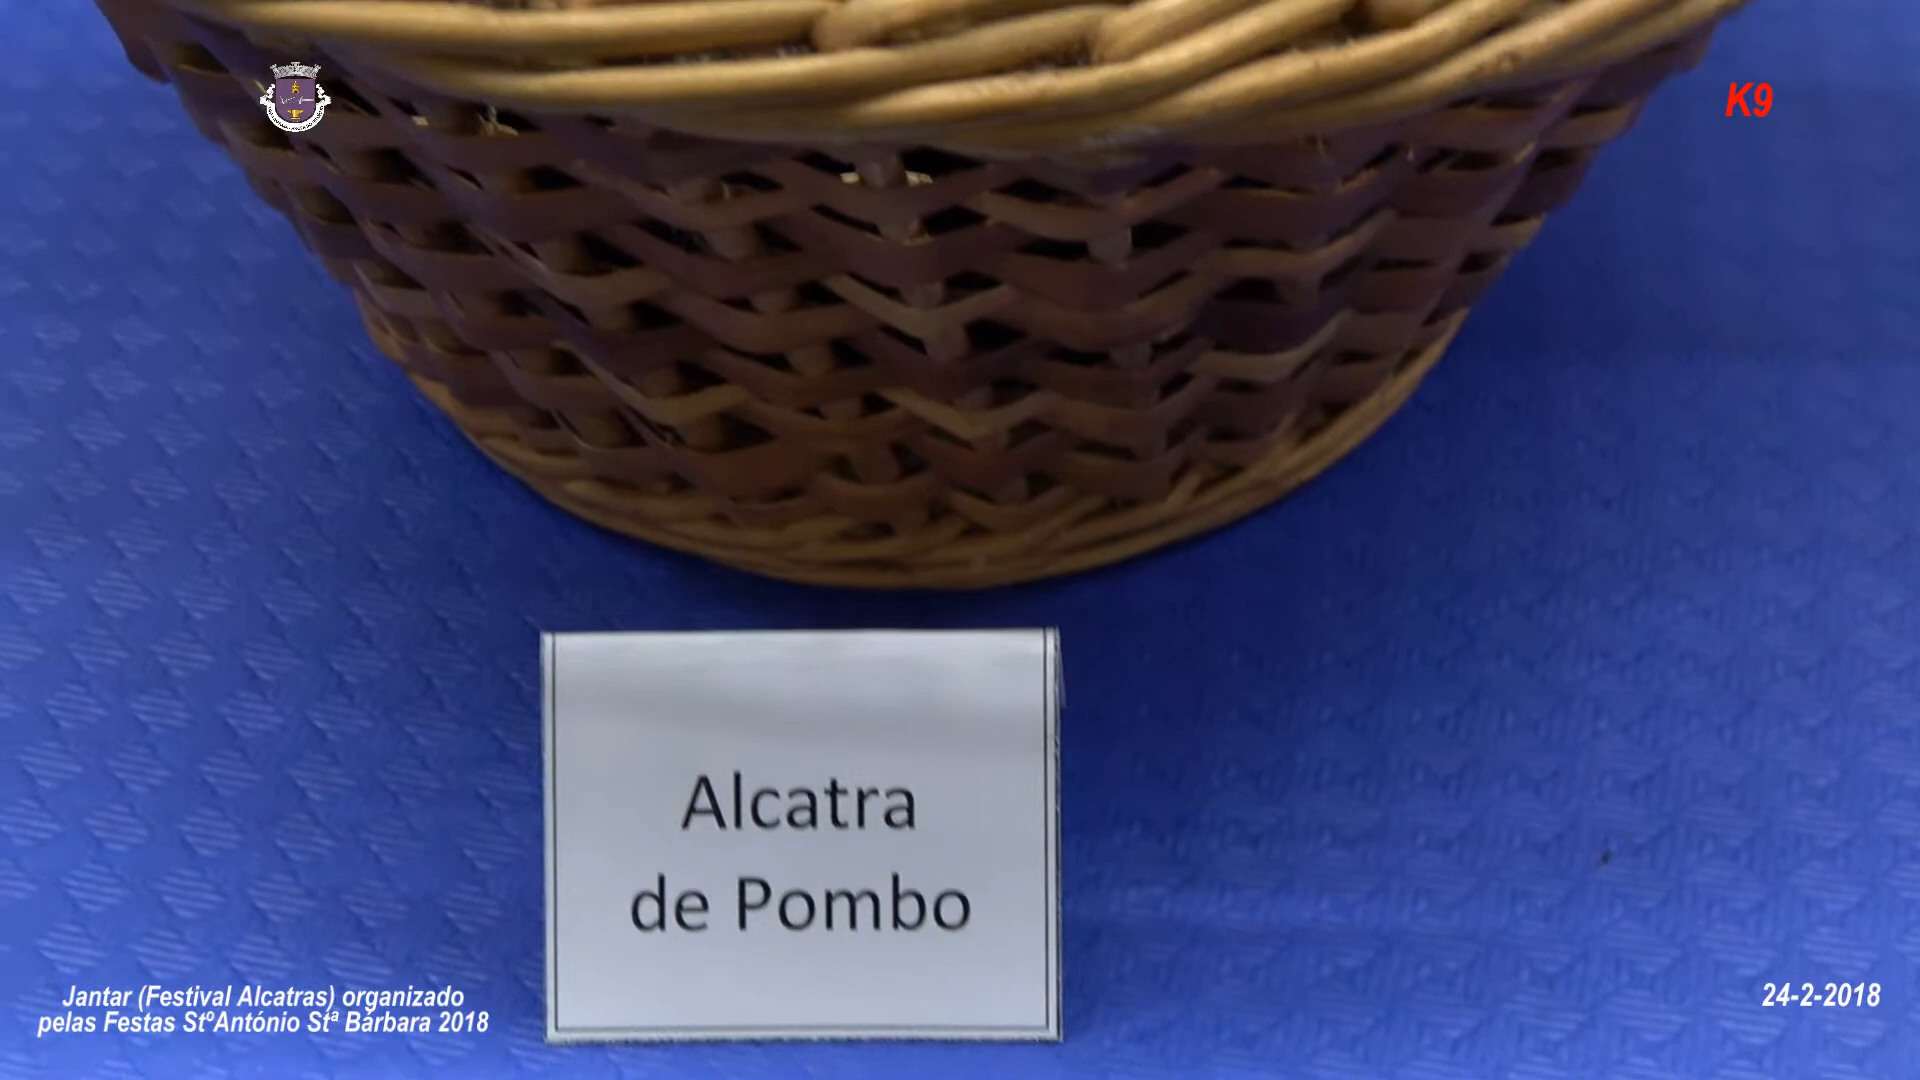 K9
Alcatra
de Pombo
Jantar (Festival Alcatras) organizado
pelas Festas StºAntónio Stª Bárbara 2018
24-2-2018